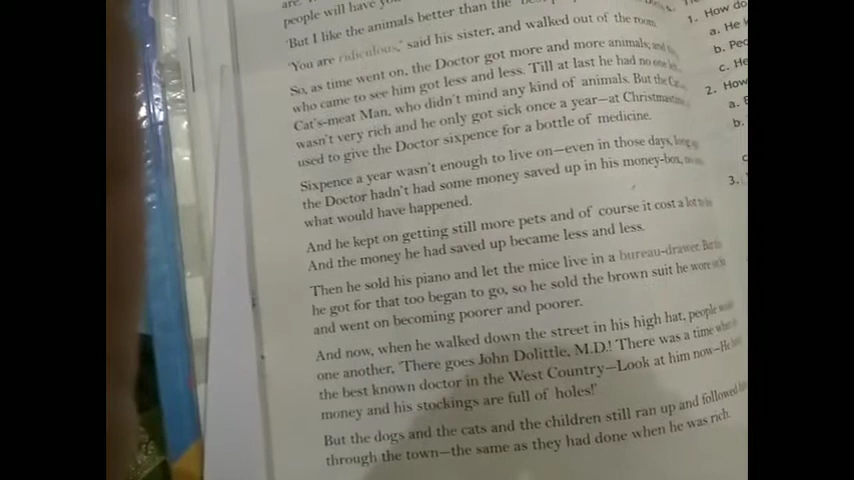 are.
people will have
'But I like the animals better than the
'You are ridiculous,' said his sister, and walked out of the room
So, as time went on, the Doctor got more and more animals, and
who came to see him got less and less. Till at last he had no one
Cat's-meat Man, who didn't mind any kind of animals. But the
wasn't very rich and he only got sick once a year—at Christmastime
used to give the Doctor sixpence for a bottle of medicine.
Sixpence a year wasn't enough to live on—even in those days, long
the Doctor hadn't had some money saved up in his money-box,
what would have happened.
And he kept on getting still more pets and of course it cost a lot to
And the money he had saved up became less and less.
Then he sold his piano and let the mice live in a bureau-drawer. But
he got for that too began to go, so he sold the brown suit he wore
and went on becoming poorer and poorer.
And now, when he walked down the street in his high hat, people
one another, 'There goes John Dolittle, M.D.! There was a time
the best known doctor in the West Country—Look at him now—He
money and his stockings are full of holes!'
But the dogs and the cats and the children still ran up and followed
through the town—the same as they had done when he was rich.
1. How do
a. He
b.
c. He
2. How
a.
b.
c
3.